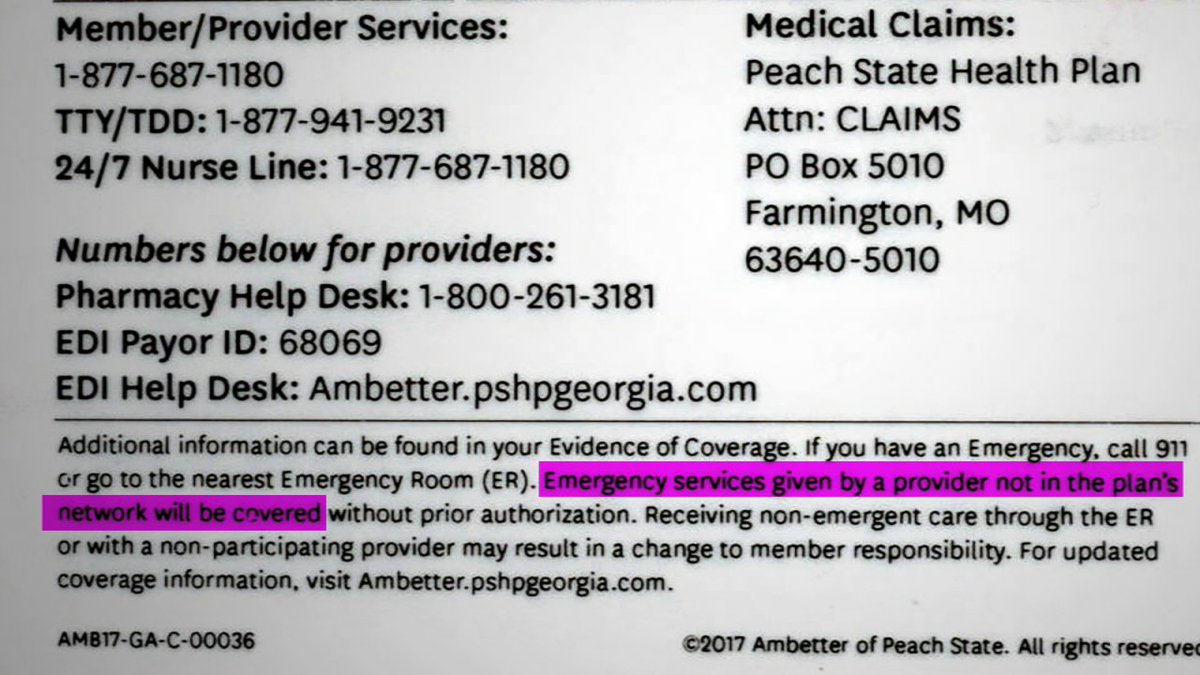 Member/Provider Services:
1-877-687-1180
TTY/TDD: 1-877-941-9231
24/7 Nurse Line: 1-877-687-1180
Numbers below for providers:
Pharmacy Help Desk: 1-800-261-3181
EDI Payor ID: 68069
EDI Help Desk: Ambetter.pshpgeorgia.com
Medical Claims:
Peach State Health Plan
Attn: CLAIMS
PO Box 5010
Farmington, MO
63640-5010
Additional information can be found in your Evidence of Coverage. If you have an Emergency, call 911
or go to the nearest Emergency Room (ER). Emergency services given by a provider not in the plan's
network will be covered without prior authorization. Receiving non-emergent care through the ER
or with a non-participating provider may result in a change to member responsibility. For updated
coverage information, visit Ambetter.pshpgeorgia.com.
AMB17-GA-C-00036
©2017 Ambetter of Peach State. All rights reserved